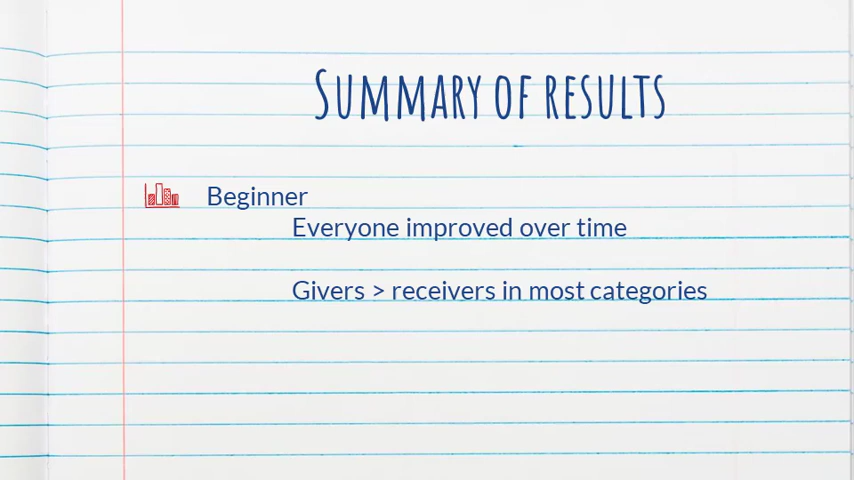 Summary of results
Beginner
Everyone improved over time
Givers > receivers in most categories